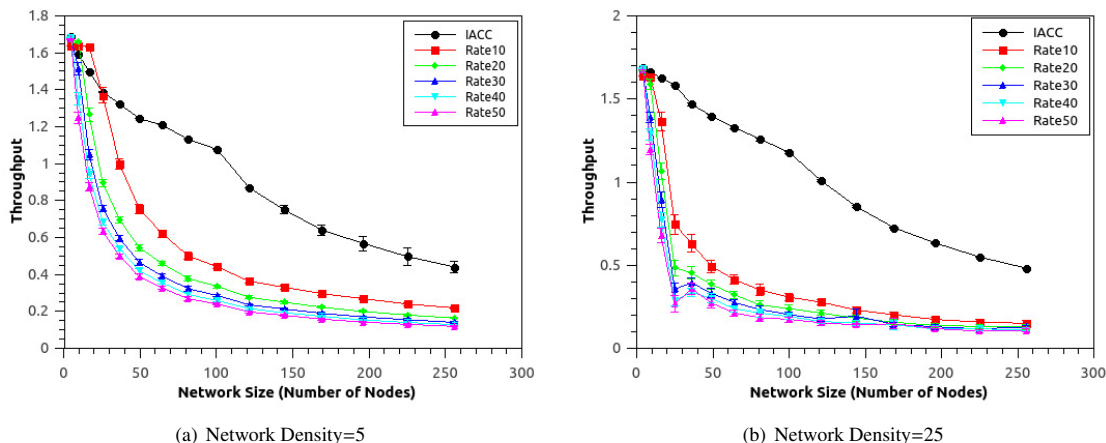 1.8
1.6
1.4
1.2
1
0.8
0.6
0.4
0.2
0
Throughput
0 50 100 150 200 250 300
Network Size (Number of Nodes)
IACC
Rate10
Rate20
Rate30
Rate40
Rate50
(a) Network Density=5
2
1.5
1
0.5
0
Throughput
0 50 100 150 200 250 300
Network Size (Number of Nodes)
IACC
Rate10
Rate20
Rate30
Rate40
Rate50
(b) Network Density=25